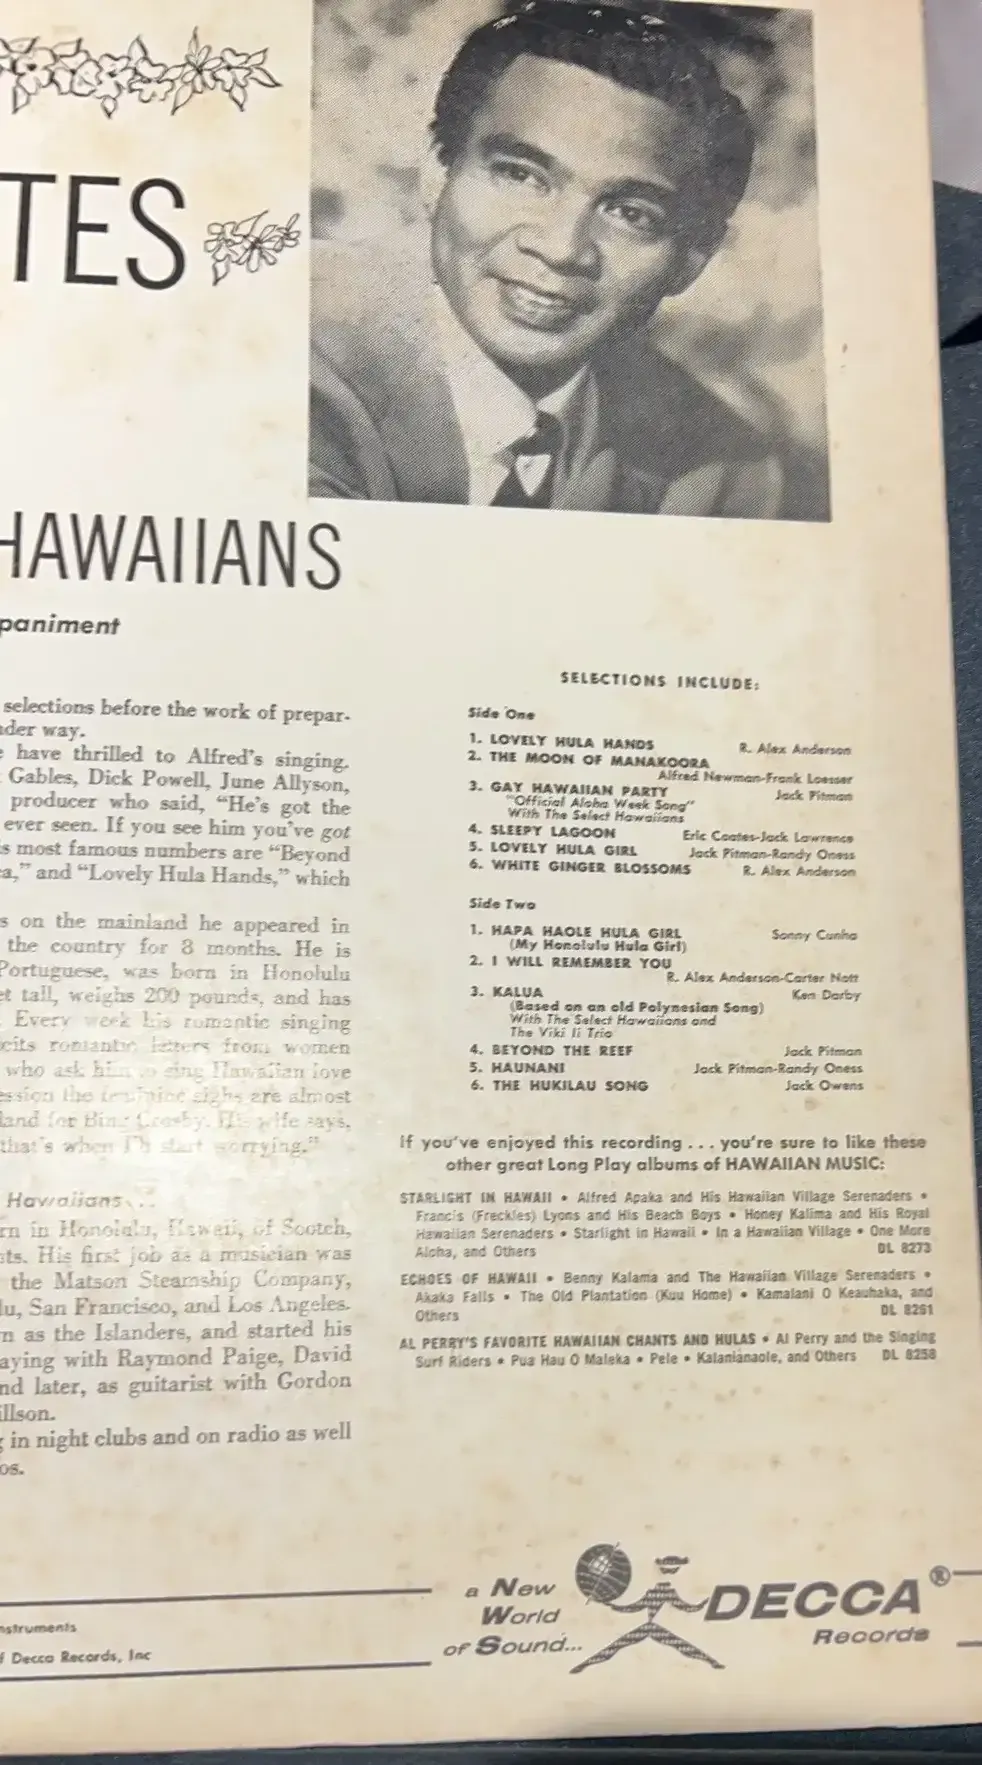 TES
HAWAIIANS
paniment
selections before the work of prepar-
der way.
have thrilled to Alfred's singing.
Gables, Dick Powell, June Allyson,
producer who said, "He's got the
ever seen. If you see him you've got
s most famous numbers are "Beyond
a," and "Lovely Hula Hands," which
s on the mainland he appeared in
the country for 8 months. He is
Portuguese, was born in Honolulu
et tall, weighs 200 pounds, and has
. Every week his romantic singing
cits romantic letters from women
who ask him to sing Hawaiian love
ession the feminine sighs are almost
land for Bing Crosby. His wife says,
that's when I'll start worrying."
Hawaiians...
rn in Honolulu, Hawaii, of Scotch,
ts. His first job as a musician was
the Matson Steamship Company,
lu, San Francisco, and Los Angeles.
n as the Islanders, and started his
aying with Raymond Paige, David
nd later, as guitarist with Gordon
illson.
g in night clubs and on radio as well
os.
SELECTIONS INCLUDE:
Side One
1. LOVELY HULA HANDS R. Alex Anderson
2. THE MOON OF MANAKOORA
Alfred Newman-Frank Loesser
3. GAY HAWAIIAN PARTY Jack Pitman
"Official Aloha Week Song"
With The Select Hawaiians
4. SLEEPY LAGOON Eric Coates-Jack Lawrence
5. LOVELY HULA GIRL Jack Pitman-Randy Oness
6. WHITE GINGER BLOSSOMS R. Alex Anderson
Side Two
1. HAPA HAOLE HULA GIRL Sonny Cunha
(My Honolulu Hula Girl)
2. I WILL REMEMBER YOU
R. Alex Anderson-Carter Nott
3. KALUA Ken Darby
(Based on an old Polynesian Song)
With The Select Hawaiians and
The Viki Ii Trio
4. BEYOND THE REEF Jack Pitman
5. HAUNANI Jack Pitman-Randy Oness
6. THE HUKILAU SONG Jack Owens
If you've enjoyed this recording ... you're sure to like these
other great Long Play albums of HAWAIIAN MUSIC:
STARLIGHT IN HAWAII • Alfred Apaka and His Hawaiian Village Serenaders •
Francis (Freckles) Lyons and His Beach Boys • Honey Kalima and His Royal
Hawaiian Serenaders • Starlight in Hawaii • In a Hawaiian Village • One More
Aloha, and Others DL 8273
ECHOES OF HAWAII • Benny Kalama and The Hawaiian Village Serenaders •
Akaka Falls • The Old Plantation (Kuu Home) • Kamalani O Keauhaka, and
Others DL 8261
AL PERRY'S FAVORITE HAWAIIAN CHANTS AND HULAS • Al Perry and the Singing
Surf Riders • Pua Hau O Maleka • Pele • Kalanianaole, and Others DL 8258
nstruments
f Decca Records, Inc
a New
World
of Sound...
DECCA®
Records